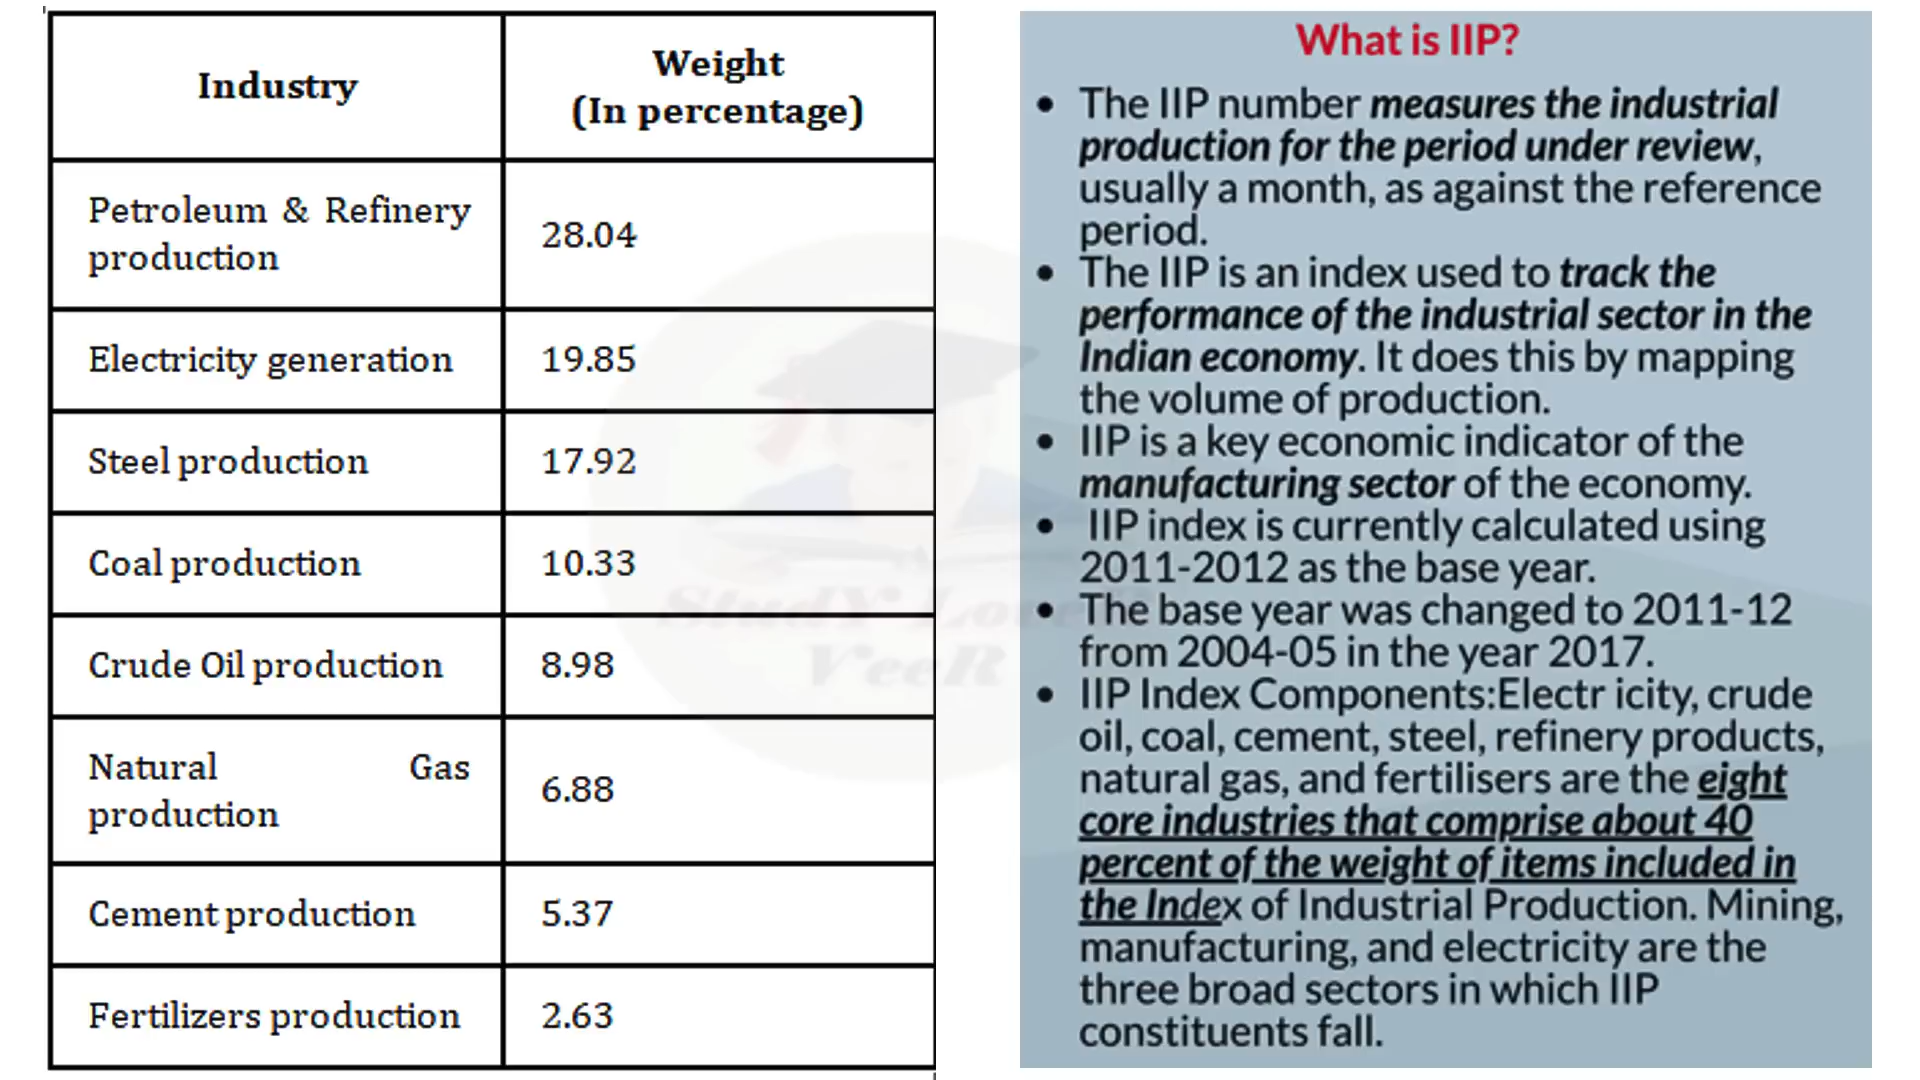 Industry
Weight
(In percentage)
Petroleum & Refinery
production
28.04
Electricity generation
19.85
Steel production
17.92
Coal production
10.33
Crude Oil production
8.98
Natural Gas
production
6.88
Cement production
5.37
Fertilizers production
2.63
StudY LoveR
VeeR
What is IIP?
• The IIP number measures the industrial
production for the period under review,
usually a month, as against the reference
period.
• The IIP is an index used to track the
performance of the industrial sector in the
Indian economy. It does this by mapping
the volume of production.
• IIP is a key economic indicator of the
manufacturing sector of the economy.
• IIP index is currently calculated using
2011-2012 as the base year.
• The base year was changed to 2011-12
from 2004-05 in the year 2017.
• IIP Index Components:Electr icity, crude
oil, coal, cement, steel, refinery products,
natural gas, and fertilisers are the eight
core industries that comprise about 40
percent of the weight of items included in
the Index of Industrial Production. Mining,
manufacturing, and electricity are the
three broad sectors in which IIP
constituents fall.